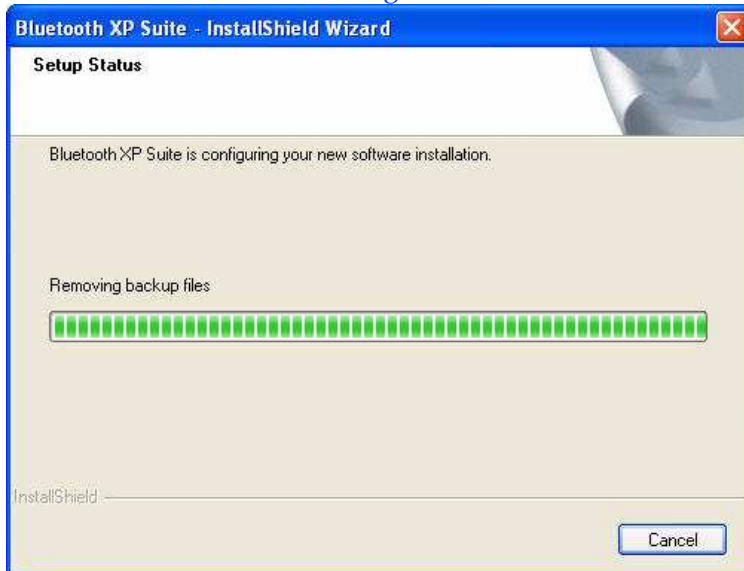 Bluetooth XP Suite - InstallShield Wizard
Setup Status
Bluetooth XP Suite is configuring your new software installation.
Removing backup files
InstallShield
Cancel